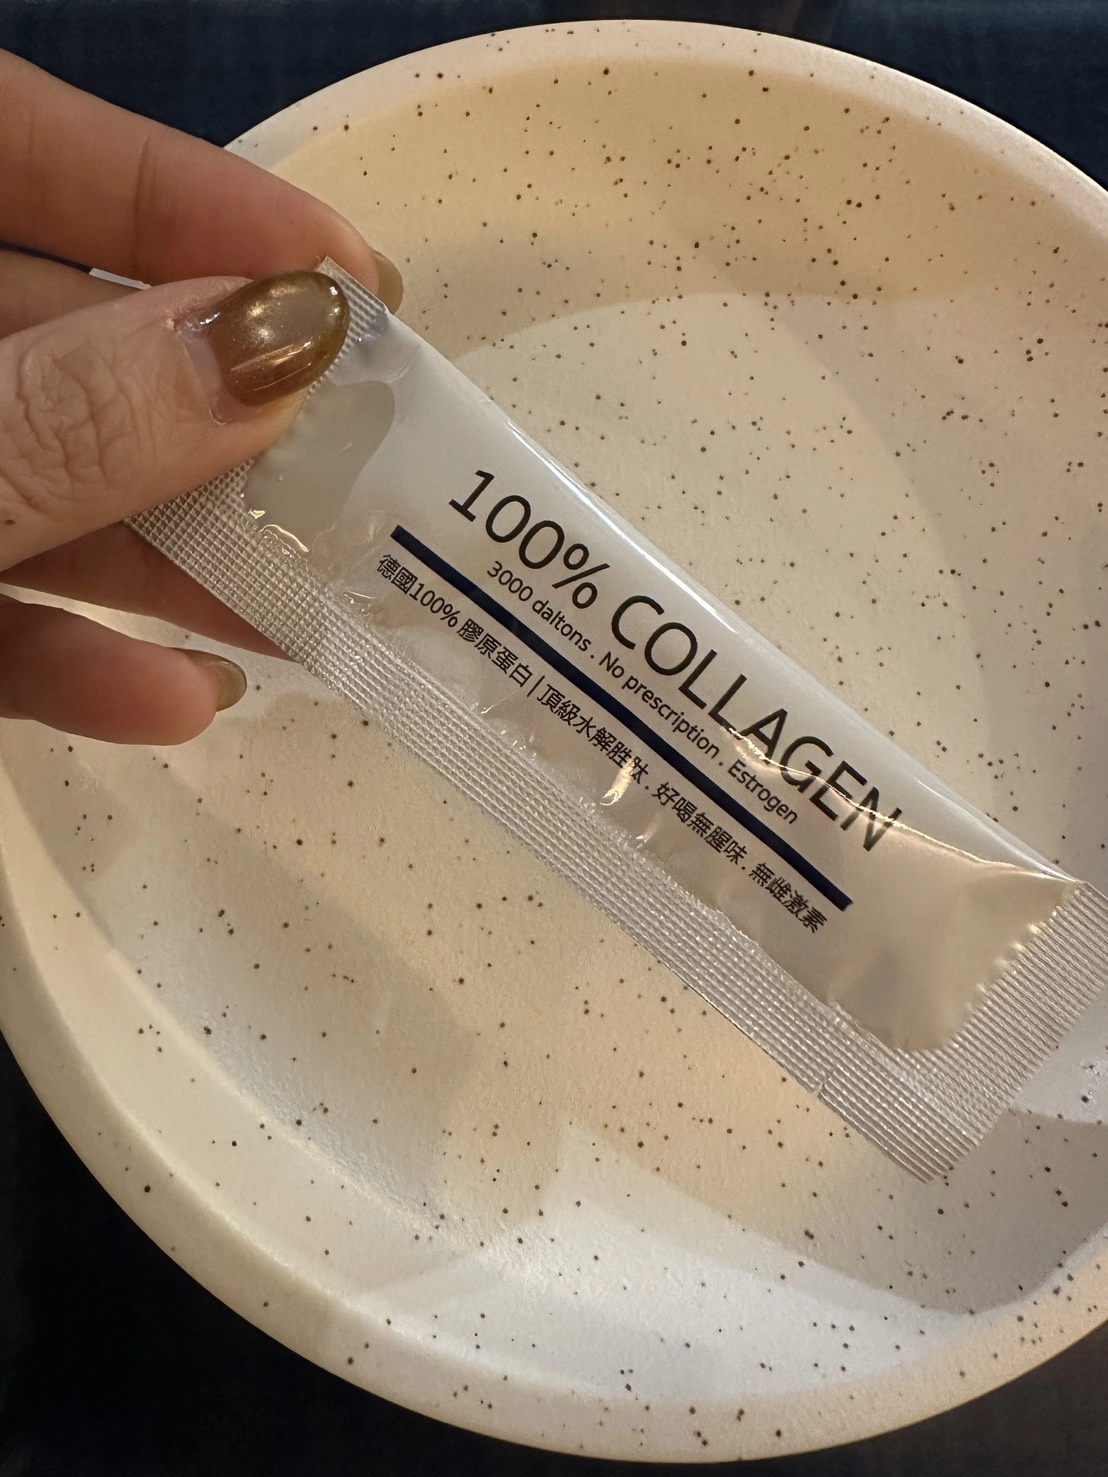 100% COLLAGEN
3000 daltons . No prescription . Estrogen
德國100% 膠原蛋白|頂級水解胜肽 . 好喝無腥味 . 無雌激素